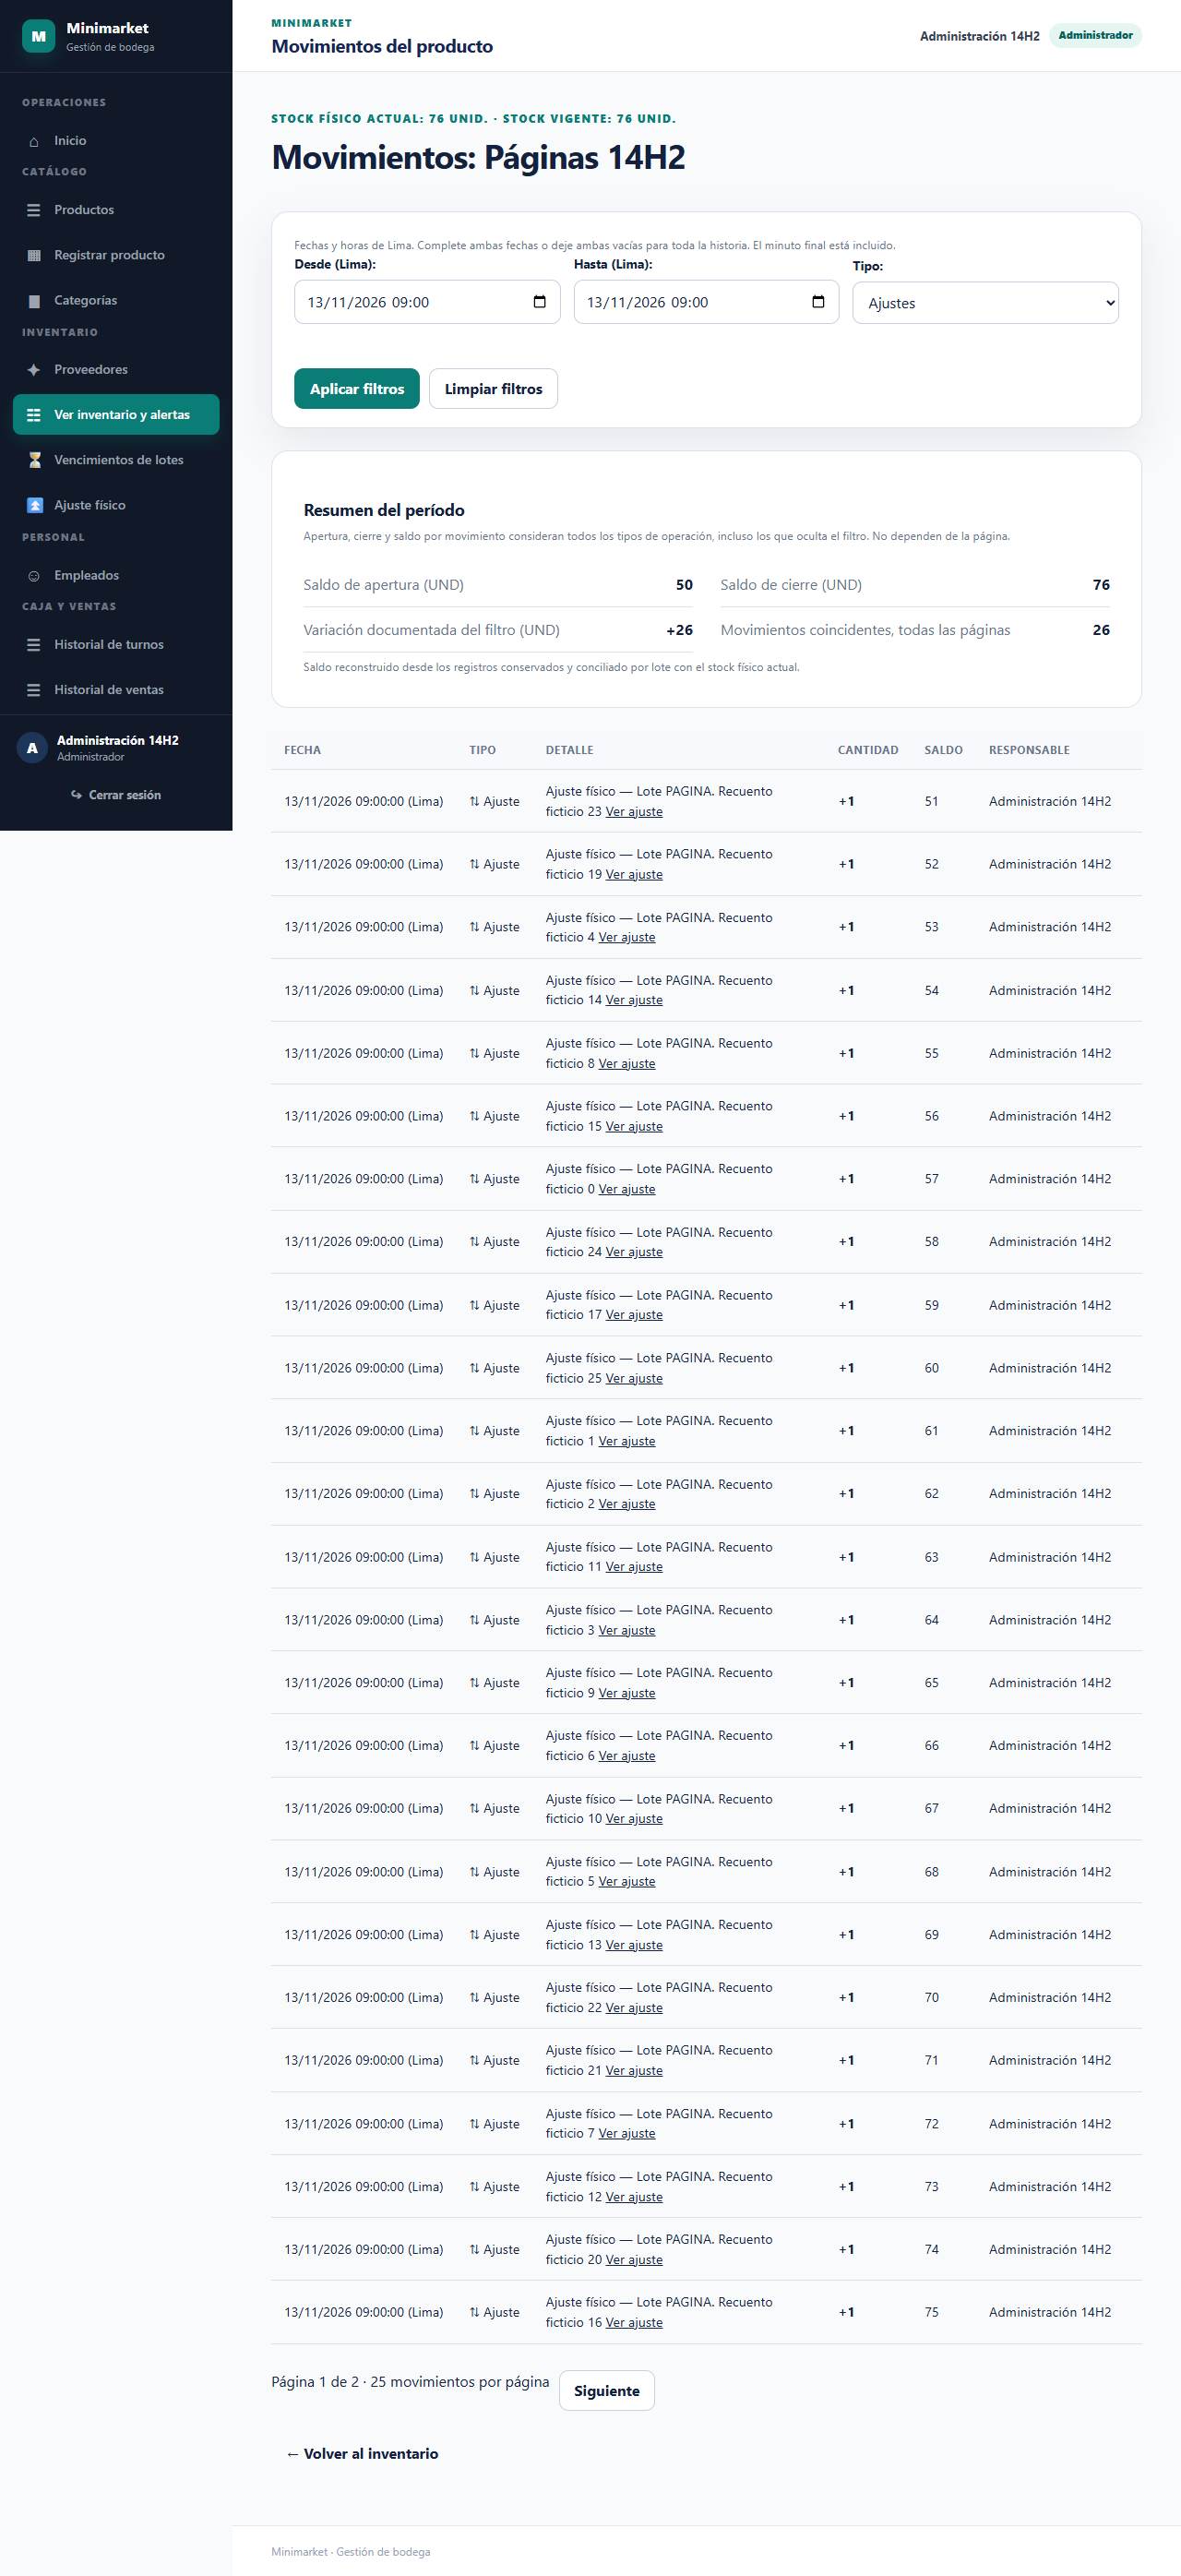 M
Minimarket
Gestión de bodega
OPERACIONES
Inicio
CATÁLOGO
Productos
Registrar producto
Categorías
INVENTARIO
Proveedores
Ver inventario y alertas
Vencimientos de lotes
Ajuste físico
PERSONAL
Empleados
CAJA Y VENTAS
Historial de turnos
Historial de ventas
A
Administración 14H2
Administrador
↪ Cerrar sesión
MINIMARKET
Movimientos del producto
Administración 14H2 Administrador
STOCK FÍSICO ACTUAL: 76 UNID. · STOCK VIGENTE: 76 UNID.
Movimientos: Páginas 14H2
Fechas y horas de Lima. Complete ambas fechas o deje ambas vacías para toda la historia. El minuto final está incluido.
Desde (Lima): Hasta (Lima): Tipo:
13/11/2026 09:00 13/11/2026 09:00 Ajustes
Aplicar filtros Limpiar filtros
Resumen del período
Apertura, cierre y saldo por movimiento consideran todos los tipos de operación, incluso los que oculta el filtro. No dependen de la página.
Saldo de apertura (UND) 50 Saldo de cierre (UND) 76
Variación documentada del filtro (UND) +26 Movimientos coincidentes, todas las páginas 26
Saldo reconstruido desde los registros conservados y conciliado por lote con el stock físico actual.
FECHA TIPO DETALLE CANTIDAD SALDO RESPONSABLE
13/11/2026 09:00:00 (Lima) ⇅ Ajuste Ajuste físico — Lote PAGINA. Recuento +1 51 Administración 14H2
ficticio 23 Ver ajuste
13/11/2026 09:00:00 (Lima) ⇅ Ajuste Ajuste físico — Lote PAGINA. Recuento +1 52 Administración 14H2
ficticio 19 Ver ajuste
13/11/2026 09:00:00 (Lima) ⇅ Ajuste Ajuste físico — Lote PAGINA. Recuento +1 53 Administración 14H2
ficticio 4 Ver ajuste
13/11/2026 09:00:00 (Lima) ⇅ Ajuste Ajuste físico — Lote PAGINA. Recuento +1 54 Administración 14H2
ficticio 14 Ver ajuste
13/11/2026 09:00:00 (Lima) ⇅ Ajuste Ajuste físico — Lote PAGINA. Recuento +1 55 Administración 14H2
ficticio 8 Ver ajuste
13/11/2026 09:00:00 (Lima) ⇅ Ajuste Ajuste físico — Lote PAGINA. Recuento +1 56 Administración 14H2
ficticio 15 Ver ajuste
13/11/2026 09:00:00 (Lima) ⇅ Ajuste Ajuste físico — Lote PAGINA. Recuento +1 57 Administración 14H2
ficticio 0 Ver ajuste
13/11/2026 09:00:00 (Lima) ⇅ Ajuste Ajuste físico — Lote PAGINA. Recuento +1 58 Administración 14H2
ficticio 24 Ver ajuste
13/11/2026 09:00:00 (Lima) ⇅ Ajuste Ajuste físico — Lote PAGINA. Recuento +1 59 Administración 14H2
ficticio 17 Ver ajuste
13/11/2026 09:00:00 (Lima) ⇅ Ajuste Ajuste físico — Lote PAGINA. Recuento +1 60 Administración 14H2
ficticio 25 Ver ajuste
13/11/2026 09:00:00 (Lima) ⇅ Ajuste Ajuste físico — Lote PAGINA. Recuento +1 61 Administración 14H2
ficticio 1 Ver ajuste
13/11/2026 09:00:00 (Lima) ⇅ Ajuste Ajuste físico — Lote PAGINA. Recuento +1 62 Administración 14H2
ficticio 2 Ver ajuste
13/11/2026 09:00:00 (Lima) ⇅ Ajuste Ajuste físico — Lote PAGINA. Recuento +1 63 Administración 14H2
ficticio 11 Ver ajuste
13/11/2026 09:00:00 (Lima) ⇅ Ajuste Ajuste físico — Lote PAGINA. Recuento +1 64 Administración 14H2
ficticio 3 Ver ajuste
13/11/2026 09:00:00 (Lima) ⇅ Ajuste Ajuste físico — Lote PAGINA. Recuento +1 65 Administración 14H2
ficticio 9 Ver ajuste
13/11/2026 09:00:00 (Lima) ⇅ Ajuste Ajuste físico — Lote PAGINA. Recuento +1 66 Administración 14H2
ficticio 6 Ver ajuste
13/11/2026 09:00:00 (Lima) ⇅ Ajuste Ajuste físico — Lote PAGINA. Recuento +1 67 Administración 14H2
ficticio 10 Ver ajuste
13/11/2026 09:00:00 (Lima) ⇅ Ajuste Ajuste físico — Lote PAGINA. Recuento +1 68 Administración 14H2
ficticio 5 Ver ajuste
13/11/2026 09:00:00 (Lima) ⇅ Ajuste Ajuste físico — Lote PAGINA. Recuento +1 69 Administración 14H2
ficticio 13 Ver ajuste
13/11/2026 09:00:00 (Lima) ⇅ Ajuste Ajuste físico — Lote PAGINA. Recuento +1 70 Administración 14H2
ficticio 22 Ver ajuste
13/11/2026 09:00:00 (Lima) ⇅ Ajuste Ajuste físico — Lote PAGINA. Recuento +1 71 Administración 14H2
ficticio 21 Ver ajuste
13/11/2026 09:00:00 (Lima) ⇅ Ajuste Ajuste físico — Lote PAGINA. Recuento +1 72 Administración 14H2
ficticio 7 Ver ajuste
13/11/2026 09:00:00 (Lima) ⇅ Ajuste Ajuste físico — Lote PAGINA. Recuento +1 73 Administración 14H2
ficticio 12 Ver ajuste
13/11/2026 09:00:00 (Lima) ⇅ Ajuste Ajuste físico — Lote PAGINA. Recuento +1 74 Administración 14H2
ficticio 20 Ver ajuste
13/11/2026 09:00:00 (Lima) ⇅ Ajuste Ajuste físico — Lote PAGINA. Recuento +1 75 Administración 14H2
ficticio 16 Ver ajuste
Página 1 de 2 · 25 movimientos por página Siguiente
← Volver al inventario
Minimarket · Gestión de bodega